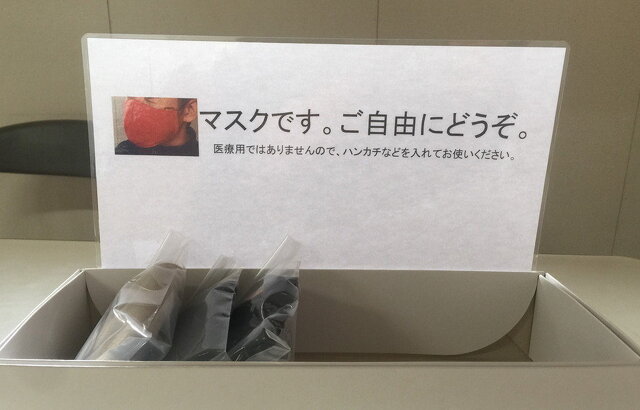 マスクです。ご自由にどうぞ。
医療用ではありませんので、ハンカチなどを入れてお使いください。